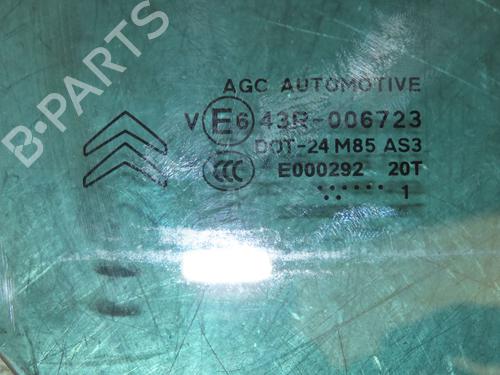 B-PARTS
AGC AUTOMOTIVE
V E6 43R-006723
DOT-24 M85 AS3
CCC E000292 20T
1